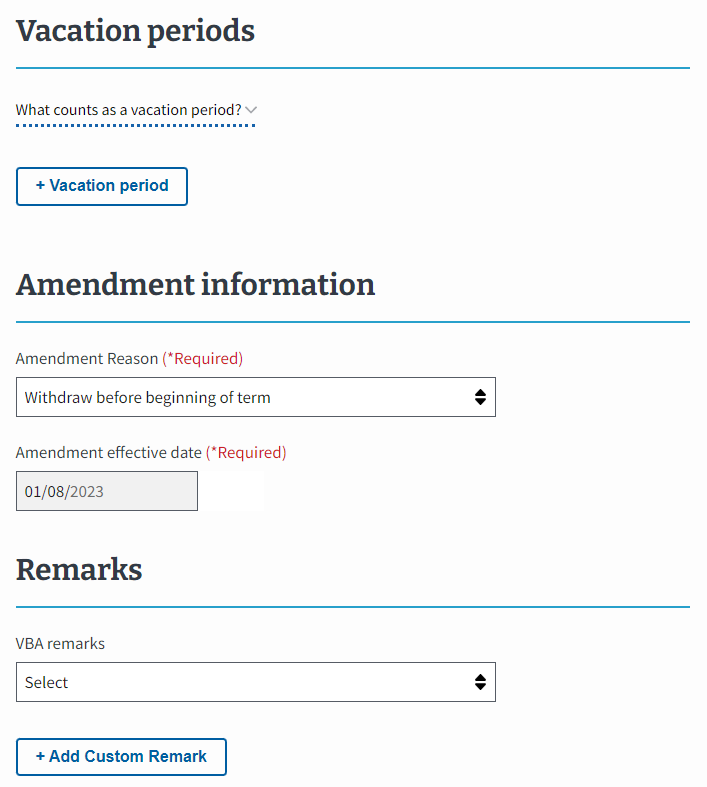 Vacation periods
What counts as a vacation period?
+ Vacation period
Amendment information
Amendment Reason (*Required)
Withdraw before beginning of term
Amendment effective date (*Required)
01/08/2023
Remarks
VBA remarks
Select
+ Add Custom Remark